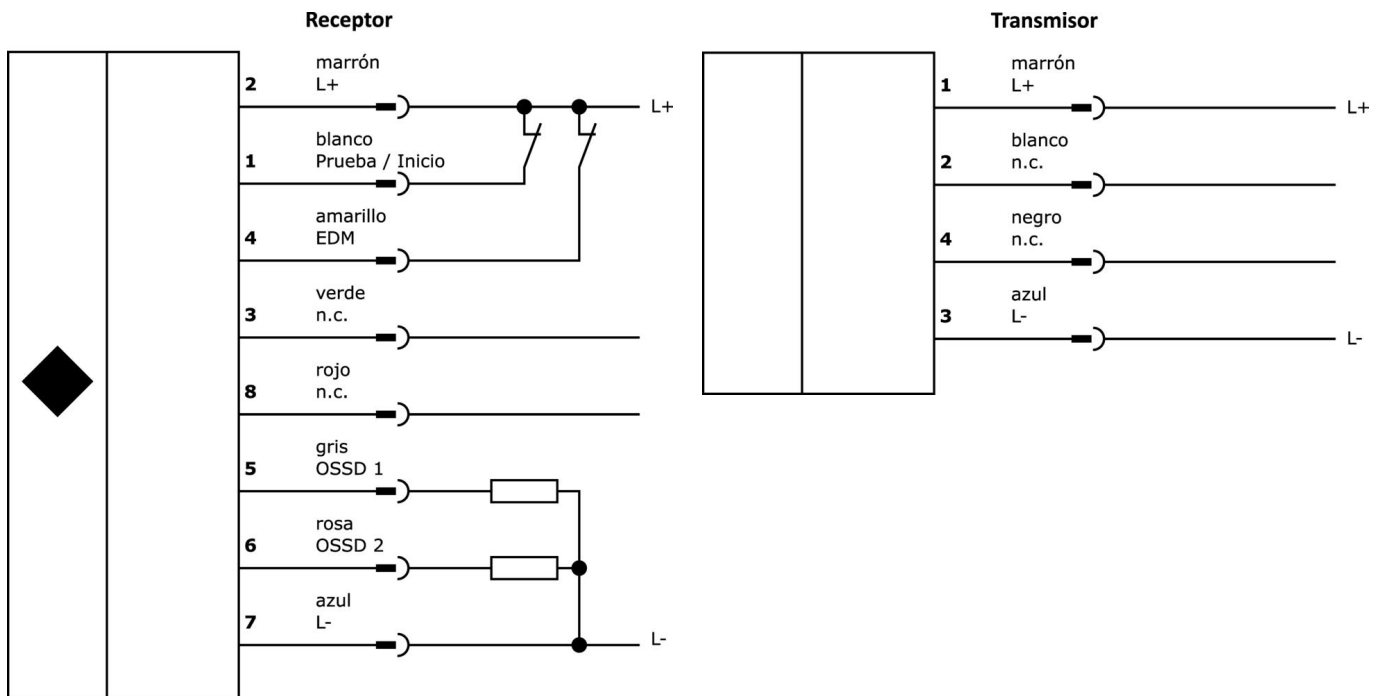 Receptor
marrón
2 L+
L+
blanco
1 Prueba / Inicio
amarillo
4 EDM
verde
3 n.c.
rojo
8 n.c.
gris
5 OSSD 1
rosa
6 OSSD 2
azul
7 L-
L-
Transmisor
marrón
1 L+
L+
blanco
2 n.c.
negro
4 n.c.
azul
3 L-
L-